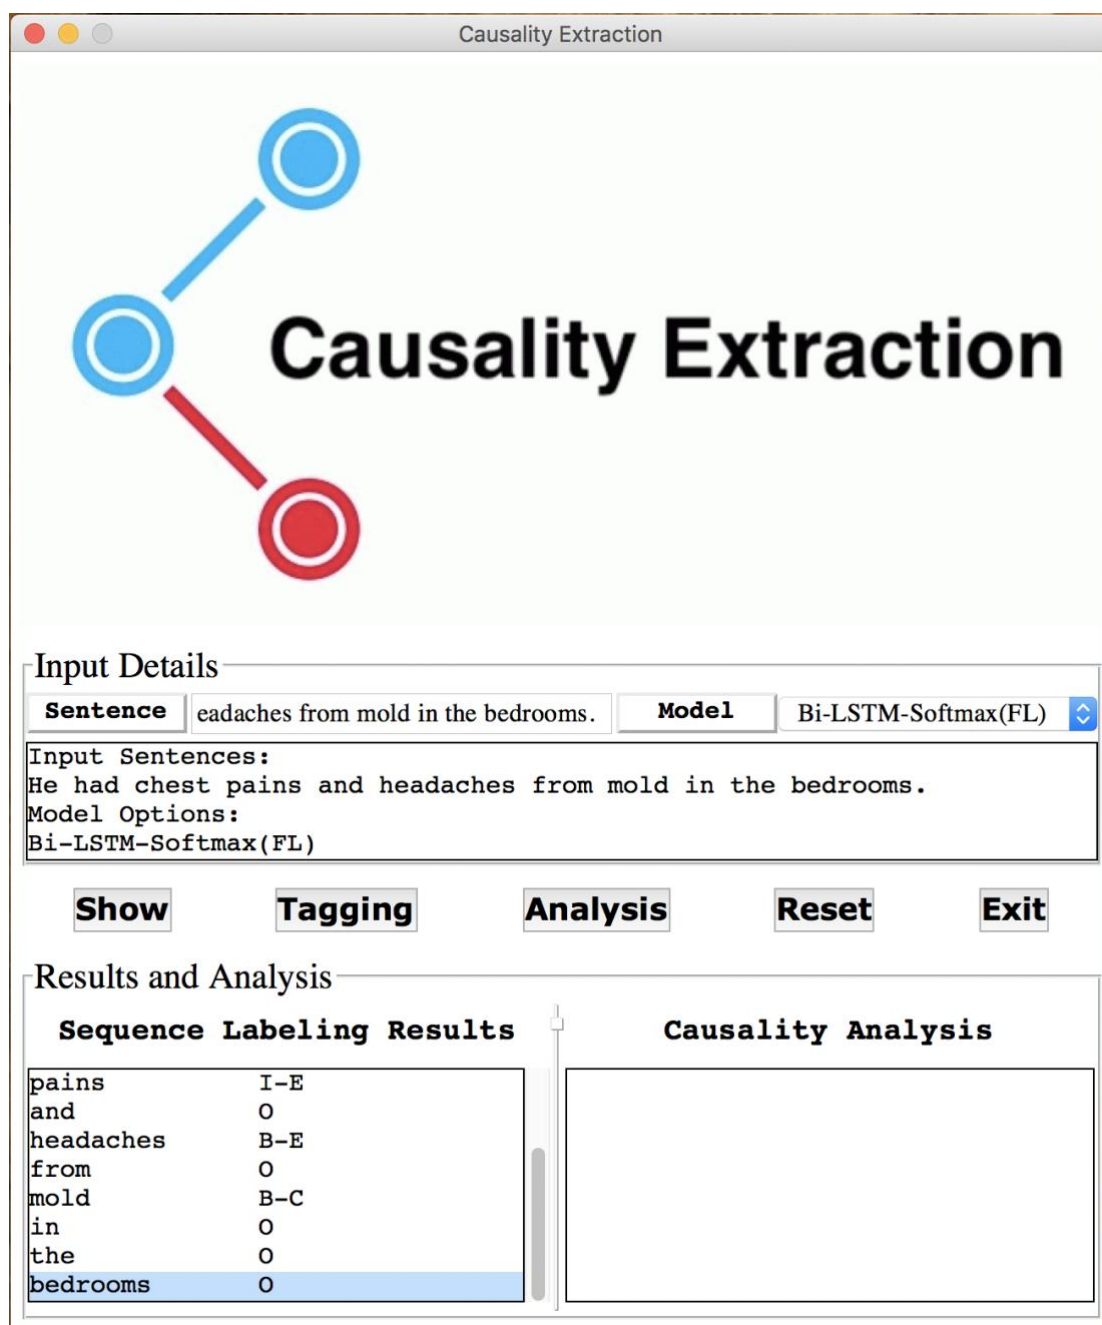 Causality Extraction
Causality Extraction
Input Details
Sentence eadaches from mold in the bedrooms. Model Bi-LSTM-Softmax(FL)
Input Sentences:
He had chest pains and headaches from mold in the bedrooms.
Model Options:
Bi-LSTM-Softmax(FL)
Show Tagging Analysis Reset Exit
Results and Analysis
Sequence Labeling Results Causality Analysis
pains I-E
and O
headaches B-E
from O
mold B-C
in O
the O
bedrooms O